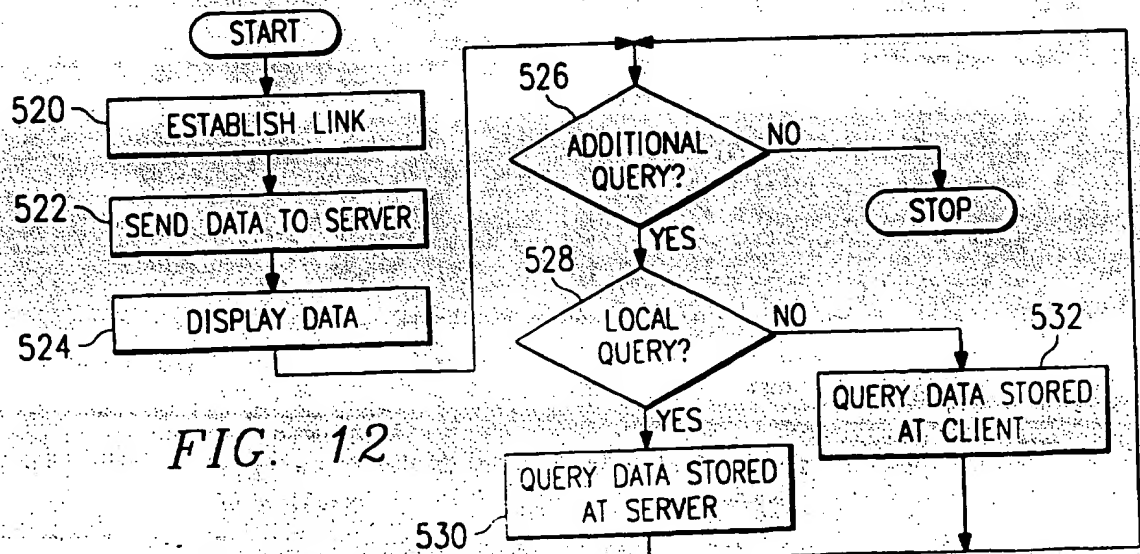 START
520
ESTABLISH LINK
522
SEND DATA TO SERVER
524
DISPLAY DATA
526
ADDITIONAL
QUERY?
NO
STOP
YES
528
LOCAL
QUERY?
NO
532
QUERY DATA STORED
AT CLIENT
YES
530
QUERY DATA STORED
AT SERVER
FIG. 12